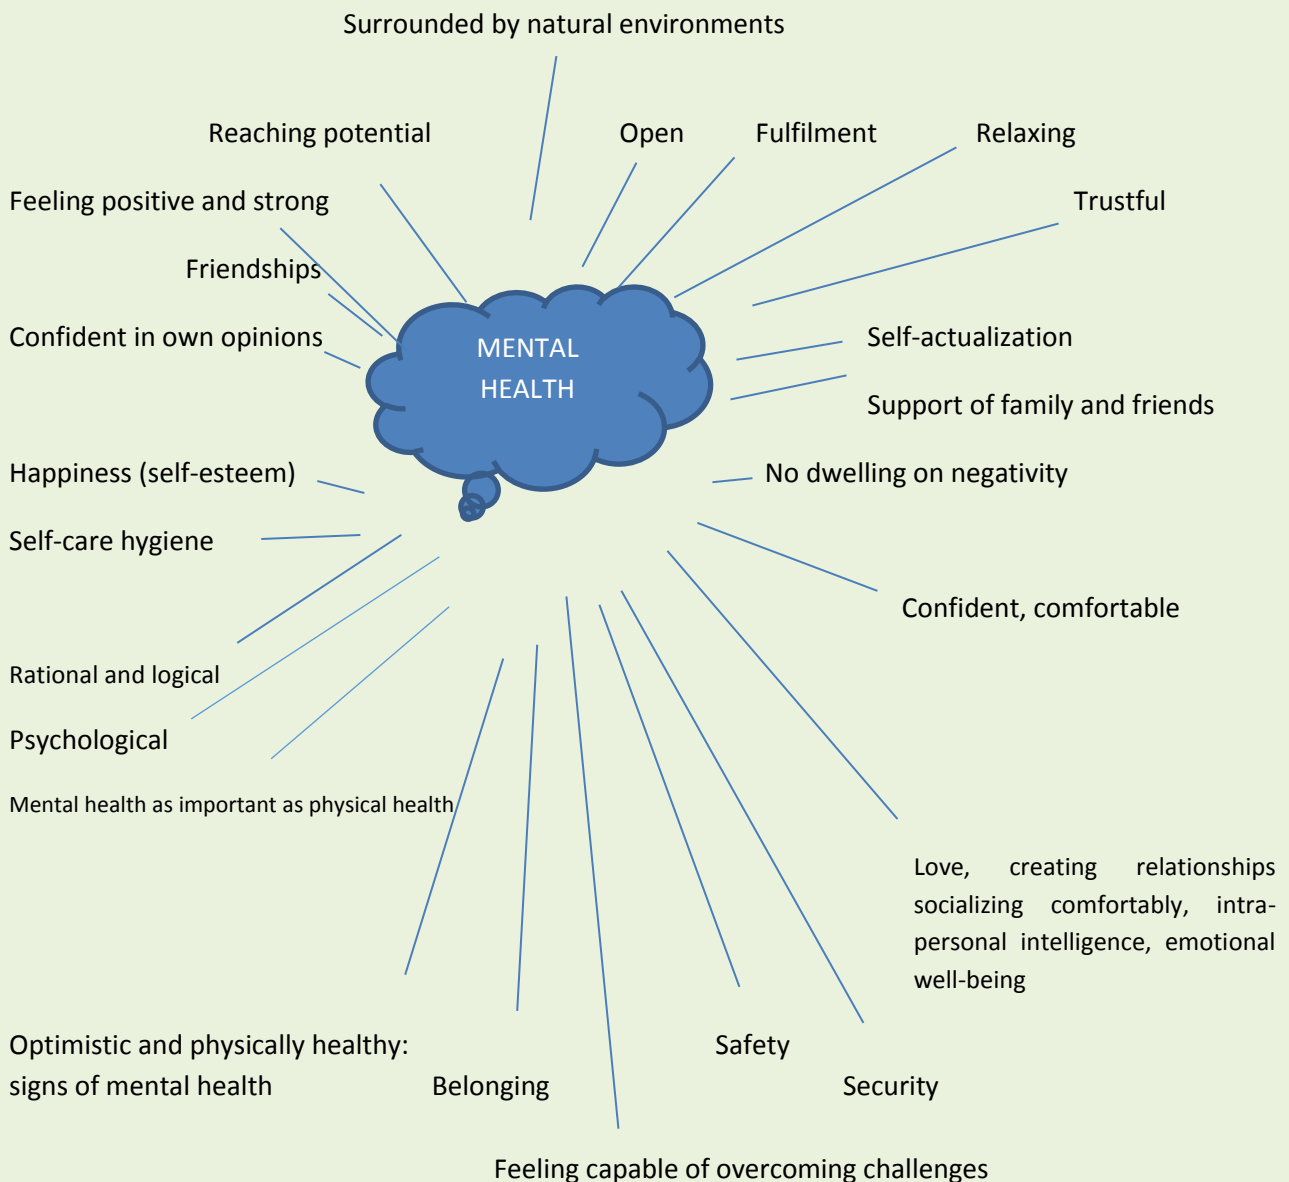 Surrounded by natural environments
Reaching potential
Open
Fulfilment
Relaxing
Feeling positive and strong
Trustful
Friendships
Confident in own opinions
MENTAL
HEALTH
Self-actualization
Support of family and friends
Happiness (self-esteem)
No dwelling on negativity
Self-care hygiene
Confident, comfortable
Rational and logical
Psychological
Mental health as important as physical health
Love, creating relationships
socializing comfortably, intra-
personal intelligence, emotional
well-being
Optimistic and physically healthy:
signs of mental health
Belonging
Safety
Security
Feeling capable of overcoming challenges